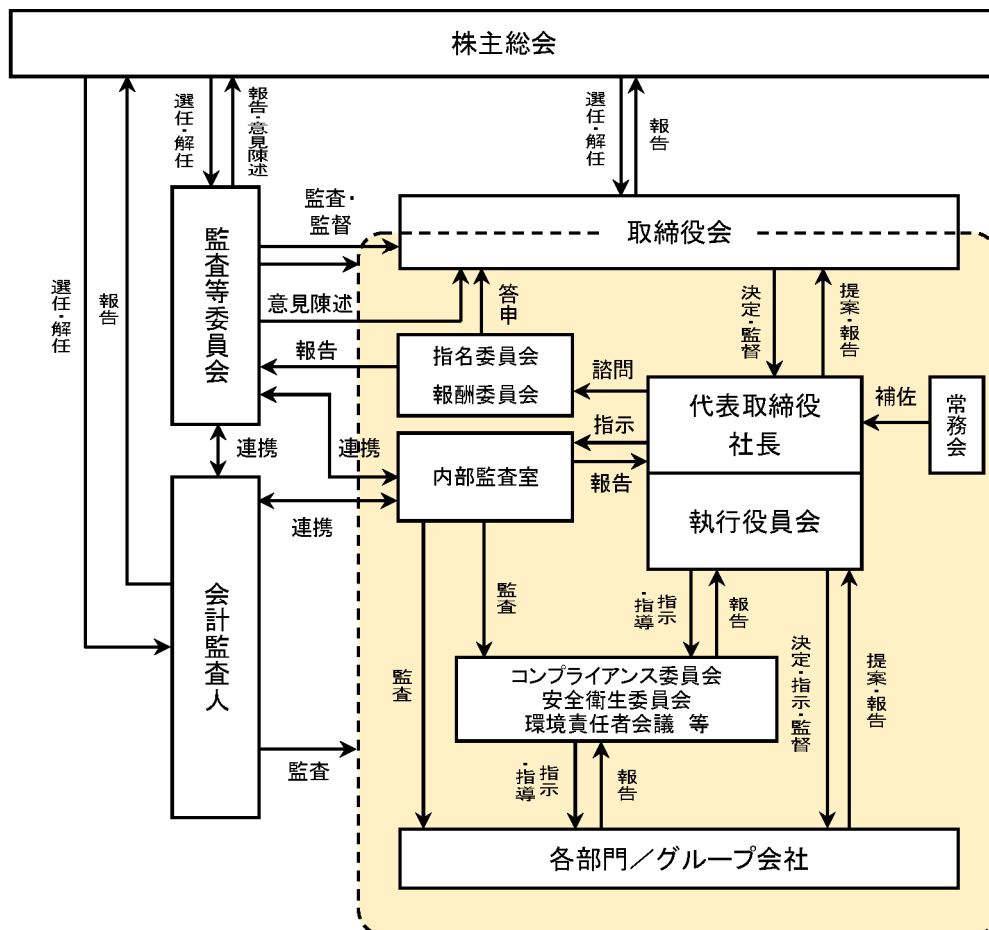 株主総会
選任・解任
報告
選任・解任
報告・意見陳述
選任・解任
報告
監査・
監督
取締役会
監査等委員会
意見陳述
答申
決定・監督
提案・報告
報告
指名委員会
報酬委員会
諮問
代表取締役
社長
補佐
常務会
指示
連携
連携
内部監査室
報告
連携
執行役員会
会計監査人
監査
監査
指示
・指導
報告
決定・指示・監督
提案・報告
コンプライアンス委員会
安全衛生委員会
環境責任者会議 等
監査
指示
・指導
報告
各部門／グループ会社